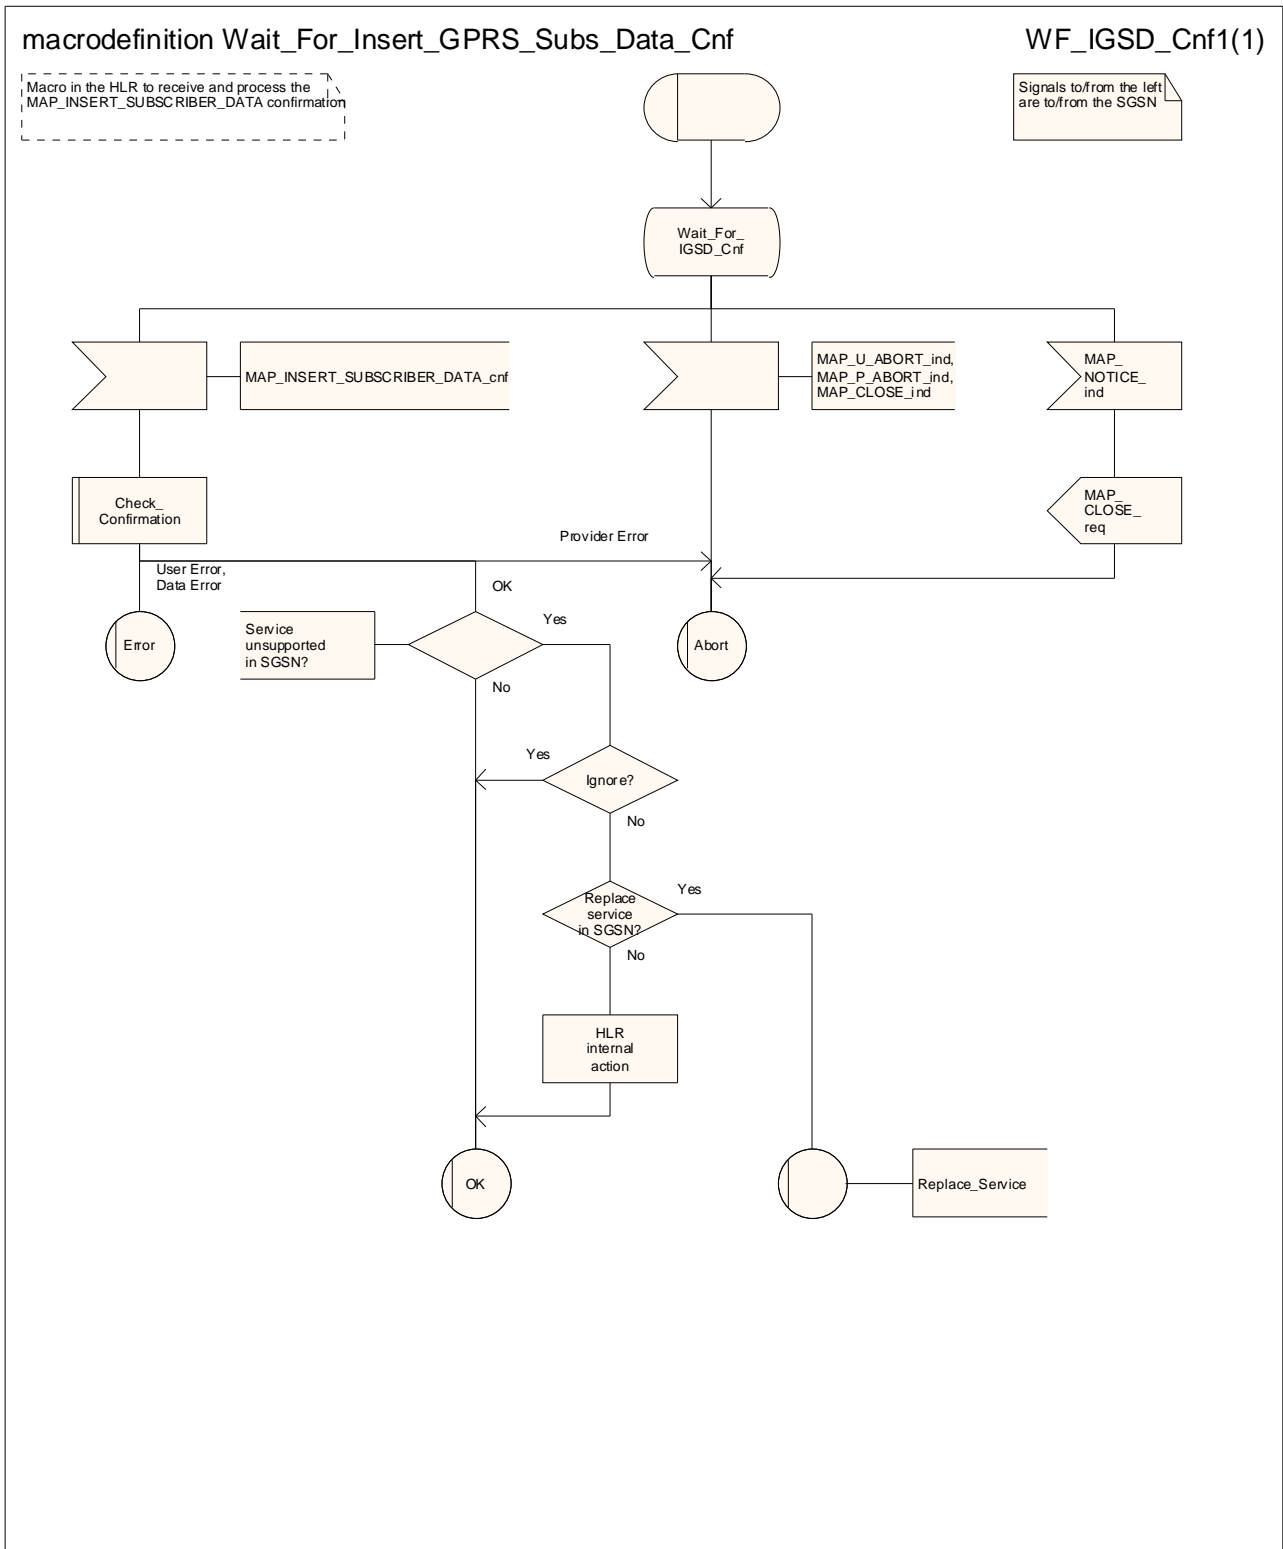 macrodefinition Wait_For_Insert_GPRS_Subs_Data_Cnf
WF_IGSD_Cnf1(1)
Macro in the HLR to receive and process the
MAP_INSERT_SUBSCRIBER_DATA confirmation
Signals to/from the left
are to/from the SGSN
Wait_For_
IGSD_Cnf
MAP_INSERT_SUBSCRIBER_DATA_cnf
MAP_U_ABORT_ind,
MAP_P_ABORT_ind,
MAP_CLOSE_ind
MAP_
NOTICE_
ind
Check_
Confirmation
MAP_
CLOSE_
req
Provider Error
User Error,
Data Error
OK
Error
Service
unsupported
in SGSN?
Yes
Abort
No
Yes
Ignore?
No
Replace
service
in SGSN?
Yes
No
HLR
internal
action
OK
Replace_Service